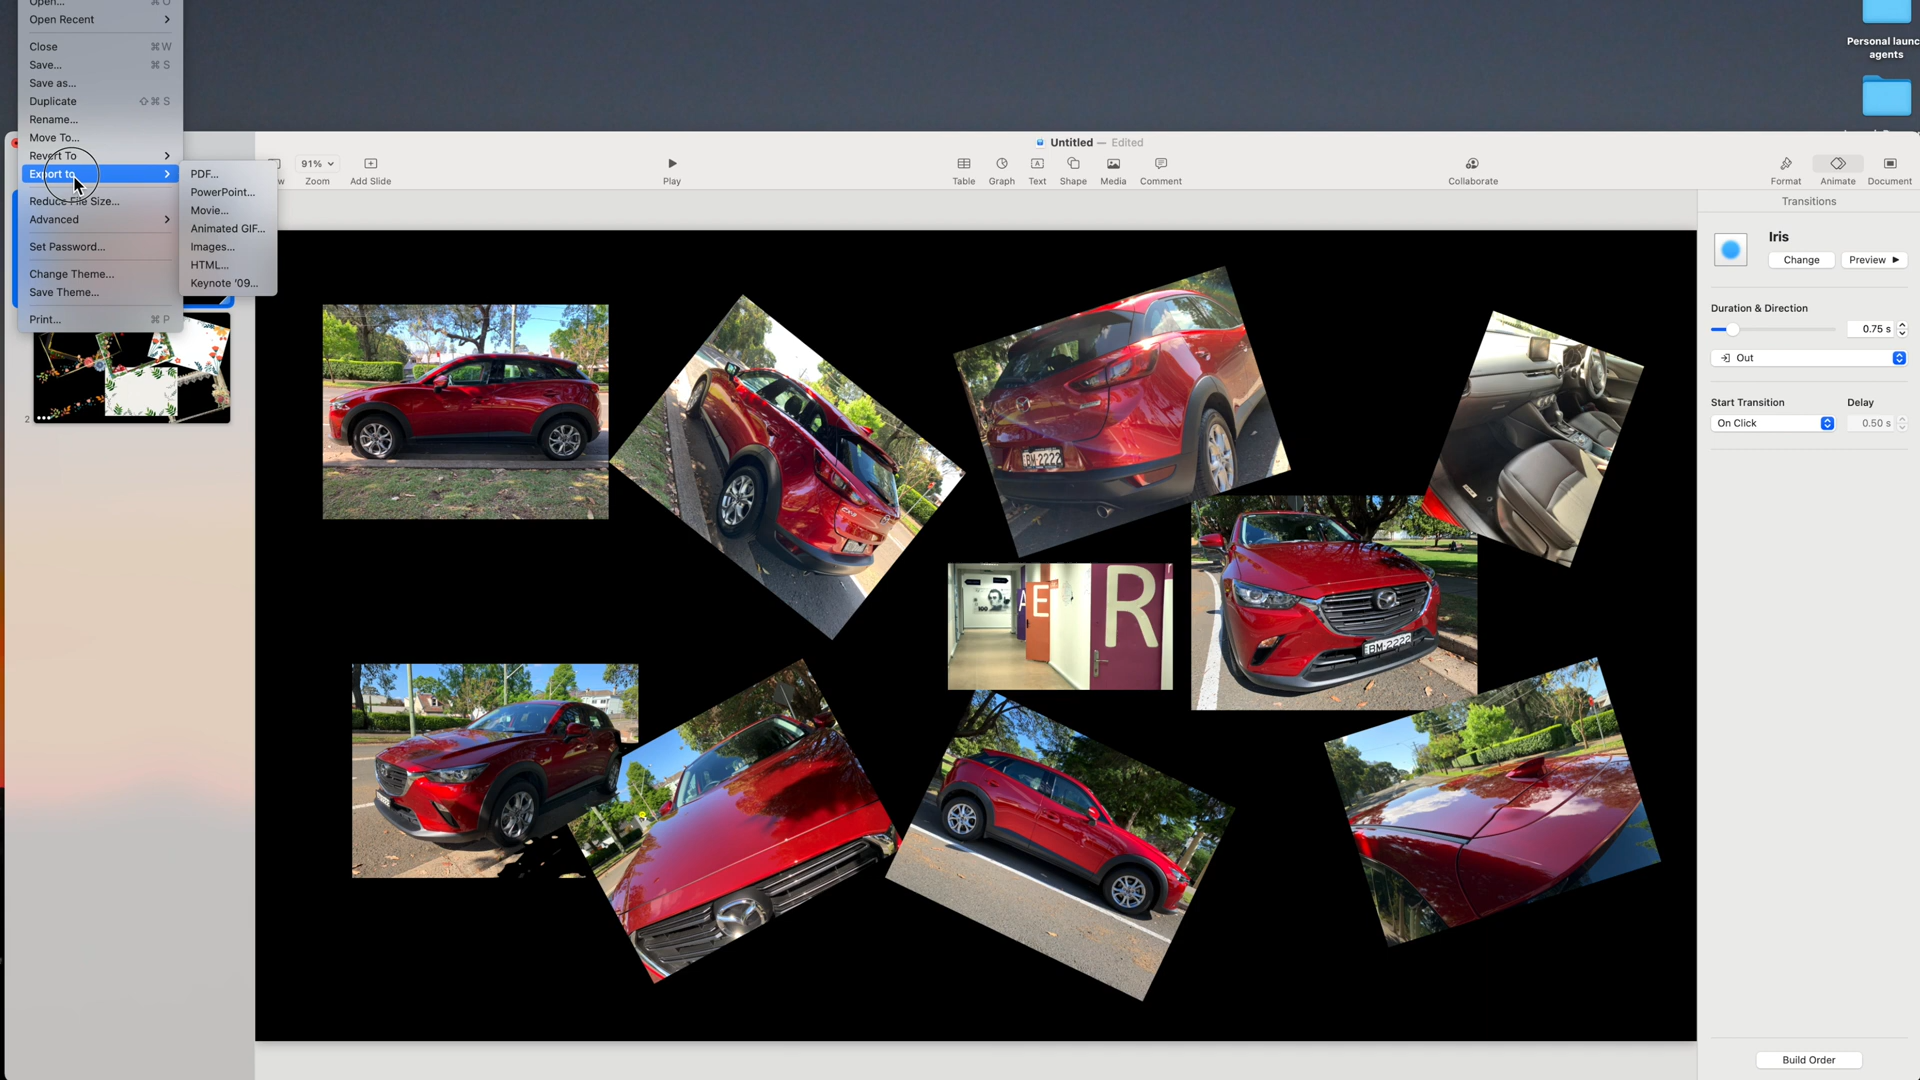 Open... ⌘O
Open Recent
Close ⌘W
Save... ⌘ S
Save as...
Duplicate ⇧⌘ S
Rename...
Move To...
Revert To
Export to
Reduce File Size...
Advanced
Set Password...
Change Theme...
Save Theme...
Print... ⌘ P
PDF...
PowerPoint...
Movie...
Animated GIF...
Images...
HTML...
Keynote '09...
Personal launc
agents
Untitled — Edited
91%
Zoom
Add Slide
Play
Table
Graph
Text
Shape
Media
Comment
Collaborate
Format
Animate
Document
Transitions
Iris
Change
Preview
Duration & Direction
0.75 s
Out
Start Transition
Delay
On Click
0.50 s
2
BM-2222
A
E
R
BM-2222
Build Order